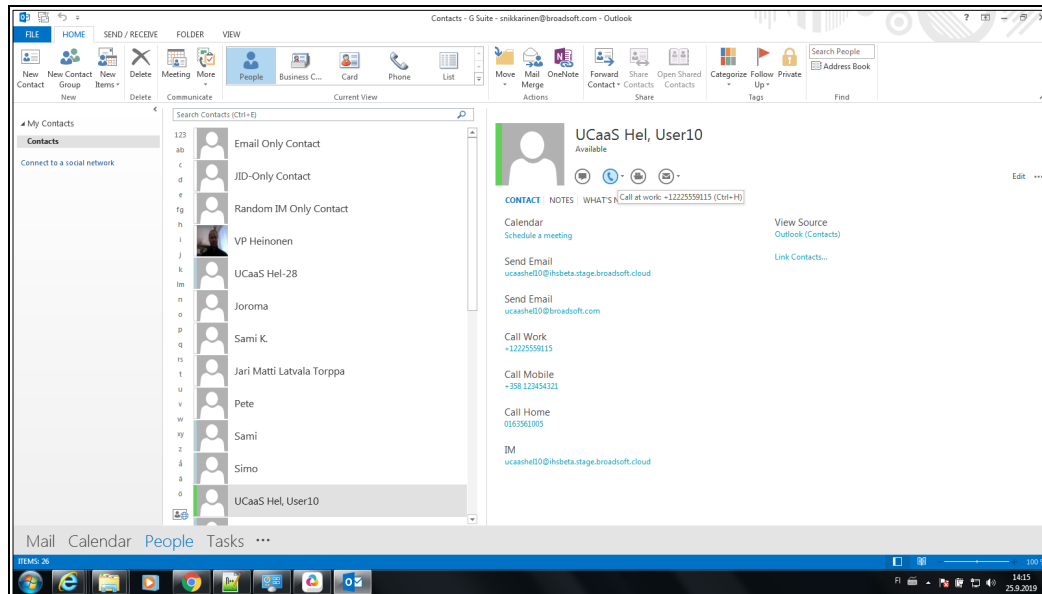 Contacts - G Suite - snikkarinen@broadsoft.com - Outlook
FILE HOME SEND / RECEIVE FOLDER VIEW
New Contact
New Contact Group
New Items
Delete
Meeting
More
People
Business C...
Card
Phone
List
Move
Mail Merge
OneNote
Forward Contact
Share Contacts
Open Shared Contacts
Categorize
Follow Up
Private
Search People
Address Book
New Delete Communicate Current View Actions Share Tags Find
My Contacts
Contacts
Connect to a social network
Search Contacts (Ctrl+E)
123
ab
c
d
e
fg
h
i
j
k
lm
n
o
p
q
rs
t
u
v
w
xy
z
å
ä
ö
Email Only Contact
JID-Only Contact
Random IM Only Contact
VP Heinonen
UCaaS Hel-28
Joroma
Sami K.
Jari Matti Latvala Torppa
Pete
Sami
Simo
UCaaS Hel, User10
UCaaS Hel, User10
Available
Edit
Call at work: +12225559115 (Ctrl+H)
CONTACT NOTES WHAT'S N
Calendar
Schedule a meeting
Send Email
ucaashel10@ihsbeta.stage.broadsoft.cloud
Send Email
ucaashel10@broadsoft.com
Call Work
+12225559115
Call Mobile
+358 123454321
Call Home
0163561005
IM
ucaashel10@ihsbeta.stage.broadsoft.cloud
View Source
Outlook (Contacts)
Link Contacts...
Mail Calendar People Tasks
ITEMS: 26
100
FI
14:15
25.9.2019